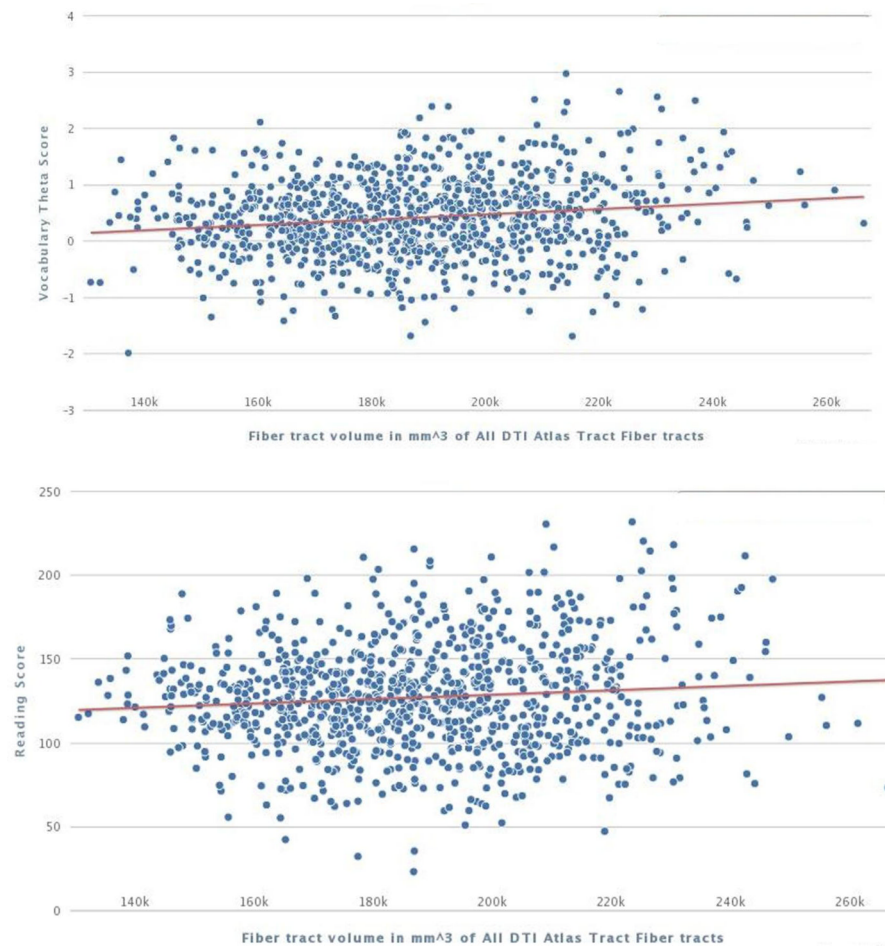 4
3
2
1
0
-1
-2
-3
Vocabulary Theta Score
140k 160k 180k 200k 220k 240k 260k
Fiber tract volume in mm^3 of All DTI Atlas Tract Fiber tracts
250
200
150
100
50
0
Reading Score
140k 160k 180k 200k 220k 240k 260k
Fiber tract volume in mm^3 of All DTI Atlas Tract Fiber tracts